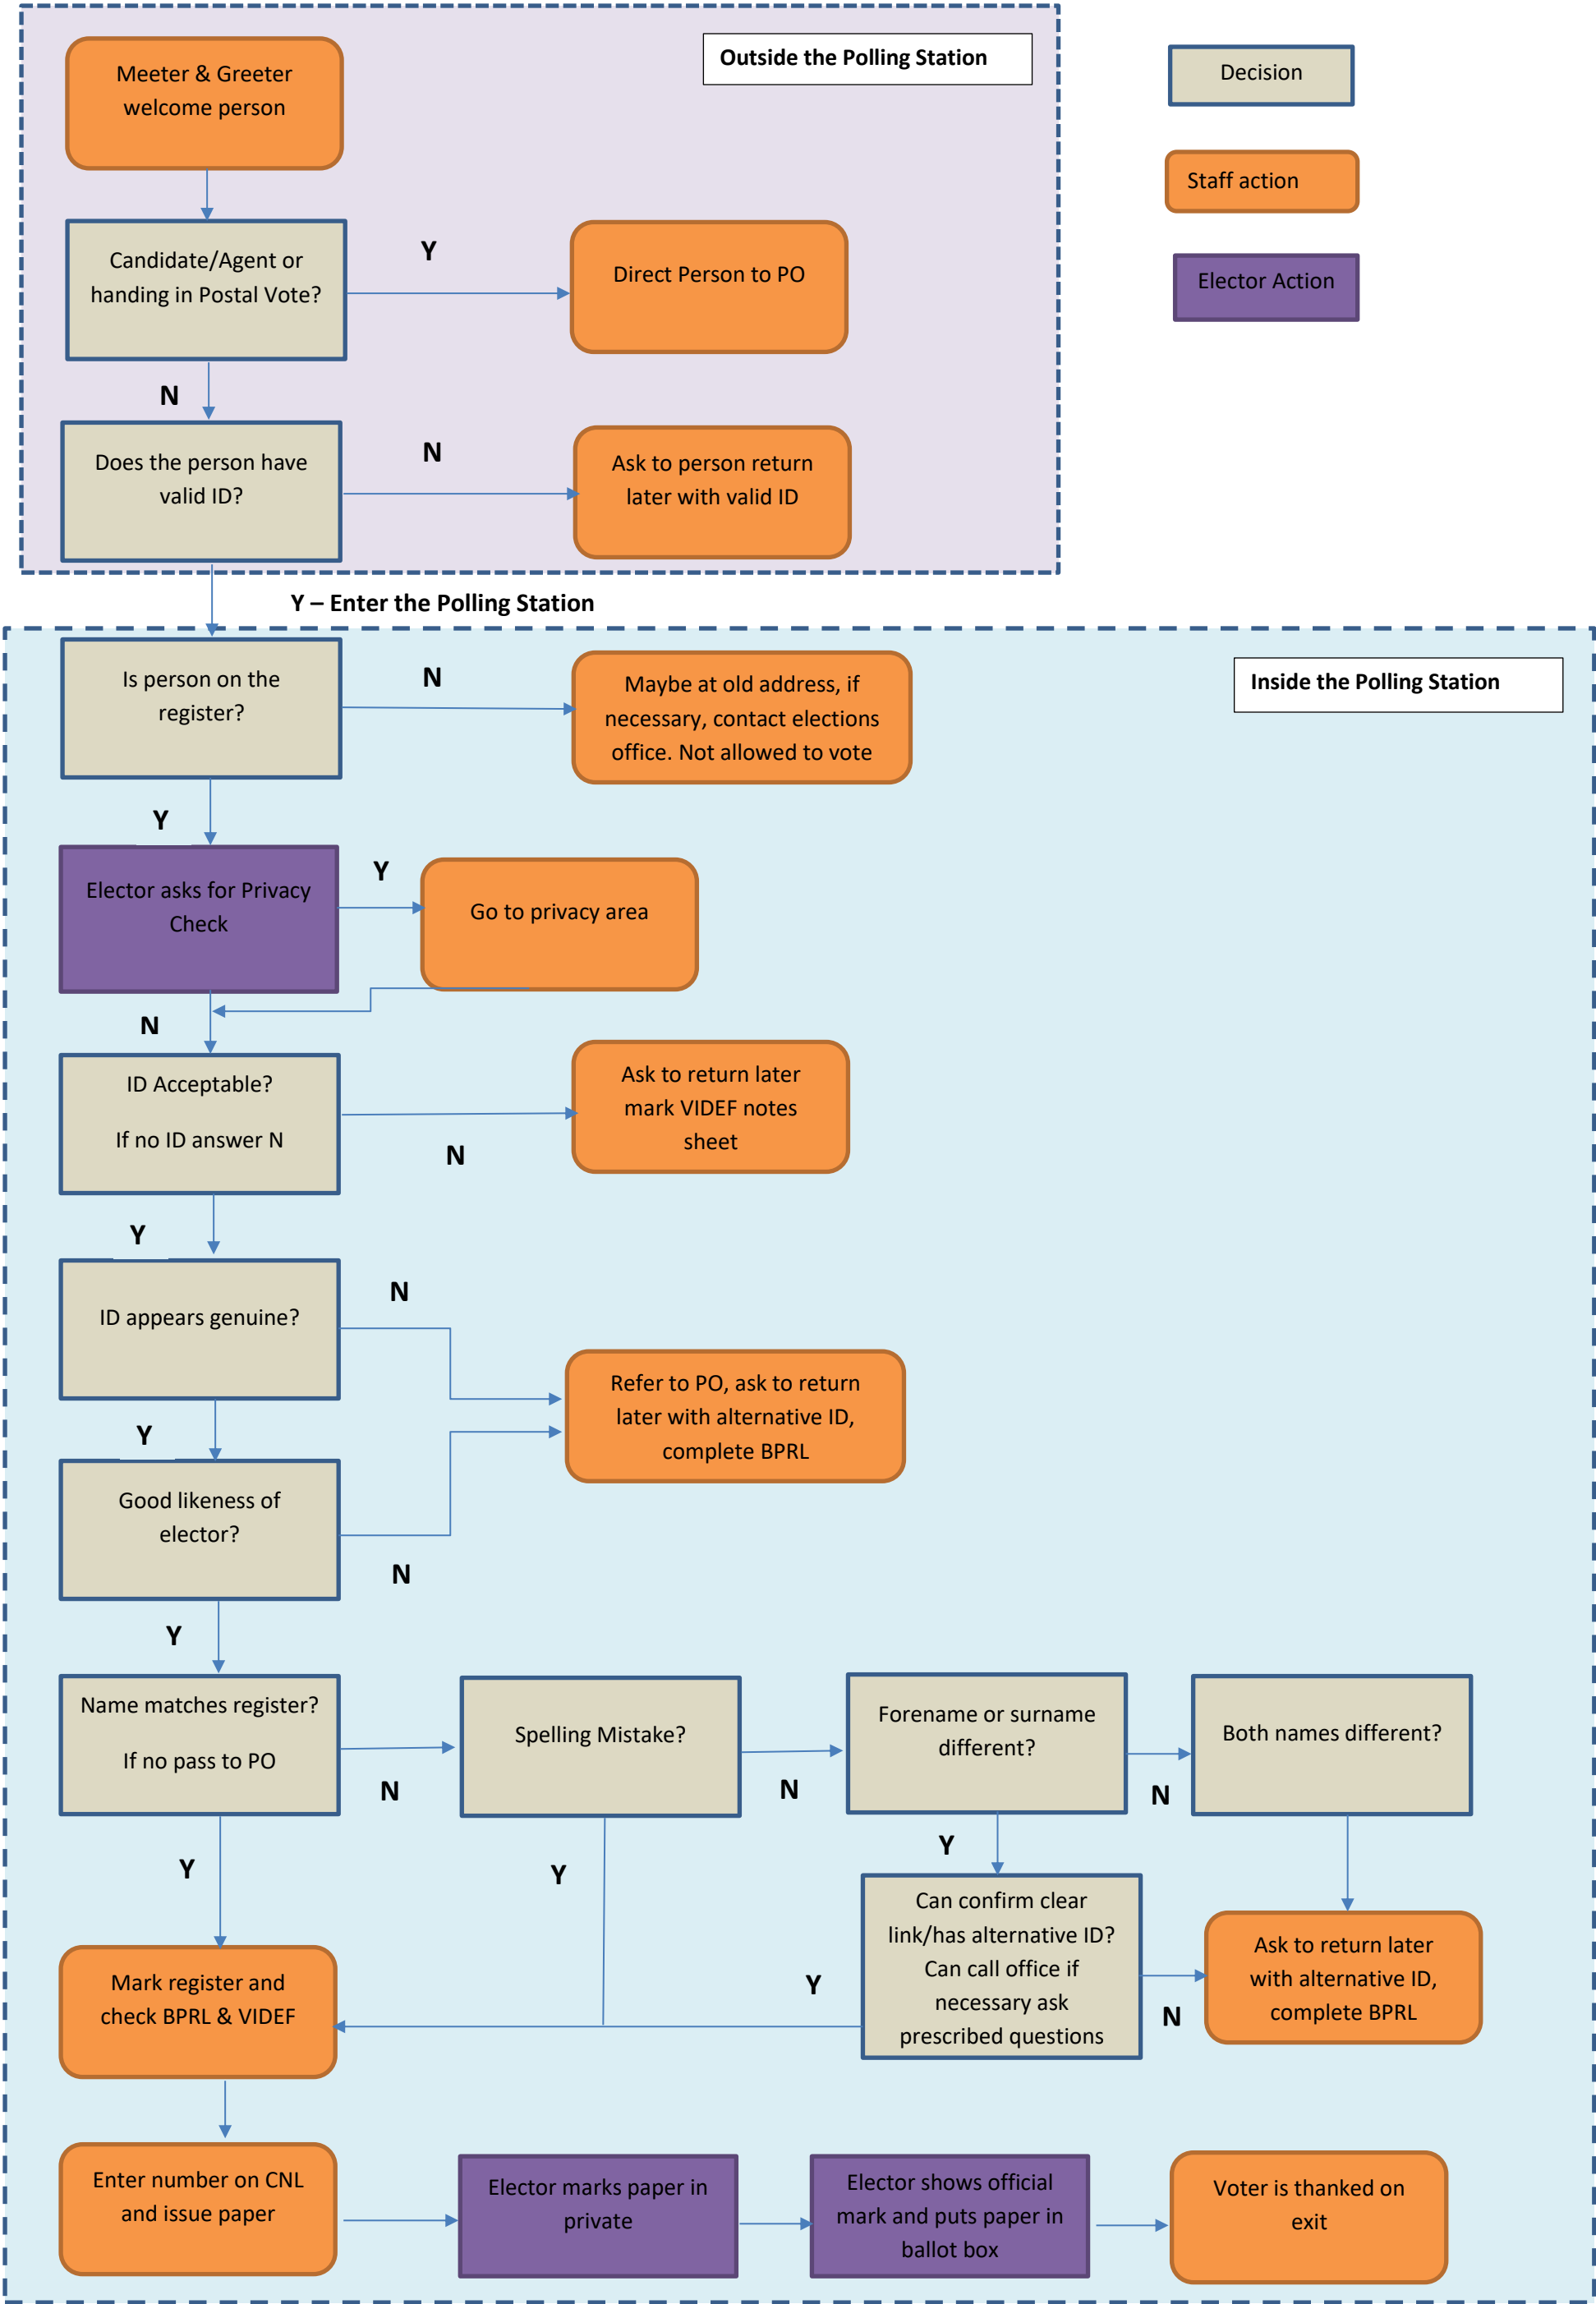 Outside the Polling Station
Decision
Staff action
Elector Action
Meeter & Greeter
welcome person
Candidate/Agent or
handing in Postal Vote?
Y
Direct Person to PO
N
Does the person have
valid ID?
N
Ask to person return
later with valid ID
Y – Enter the Polling Station
Inside the Polling Station
Is person on the
register?
N
Maybe at old address, if
necessary, contact elections
office. Not allowed to vote
Y
Elector asks for Privacy
Check
Y
Go to privacy area
N
ID Acceptable?
If no ID answer N
N
Ask to return later
mark VIDEF notes
sheet
Y
ID appears genuine?
N
Refer to PO, ask to return
later with alternative ID,
complete BPRL
Y
Good likeness of
elector?
N
Y
Name matches register?
If no pass to PO
N
Spelling Mistake?
N
Forename or surname
different?
N
Both names different?
Y
Y
Y
Can confirm clear
link/has alternative ID?
Can call office if
necessary ask
prescribed questions
Y
N
Ask to return later
with alternative ID,
complete BPRL
Mark register and
check BPRL & VIDEF
Enter number on CNL
and issue paper
Elector marks paper in
private
Elector shows official
mark and puts paper in
ballot box
Voter is thanked on
exit